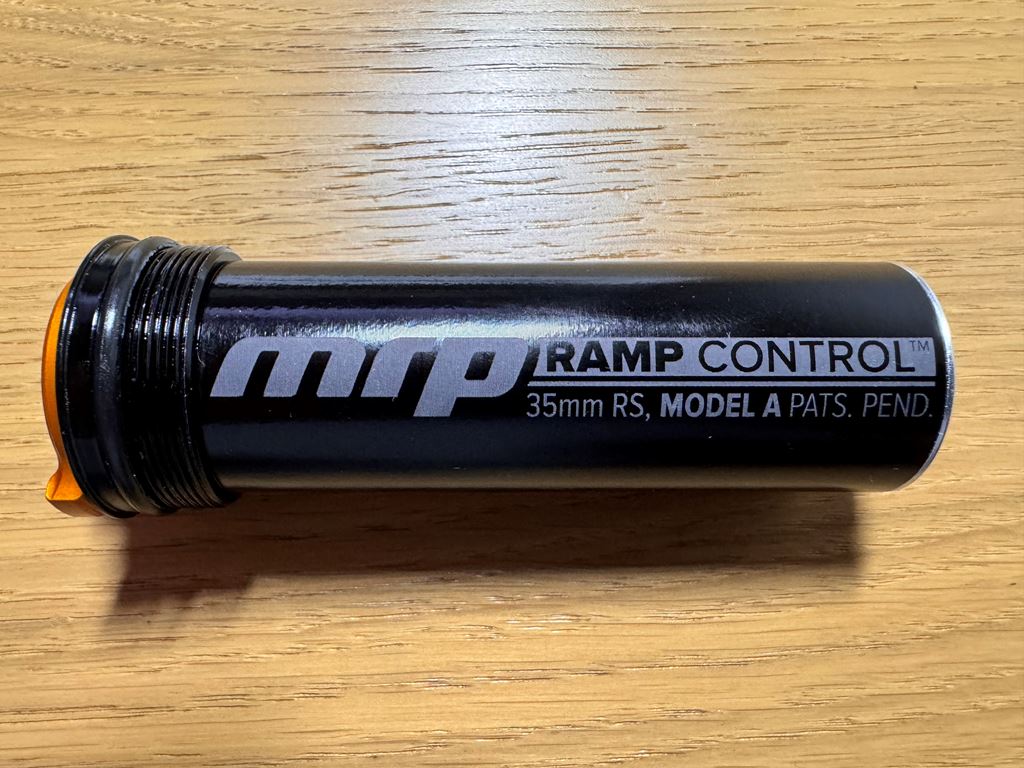 mrp RAMP CONTROL™
35mm RS, MODEL A PATS. PEND.